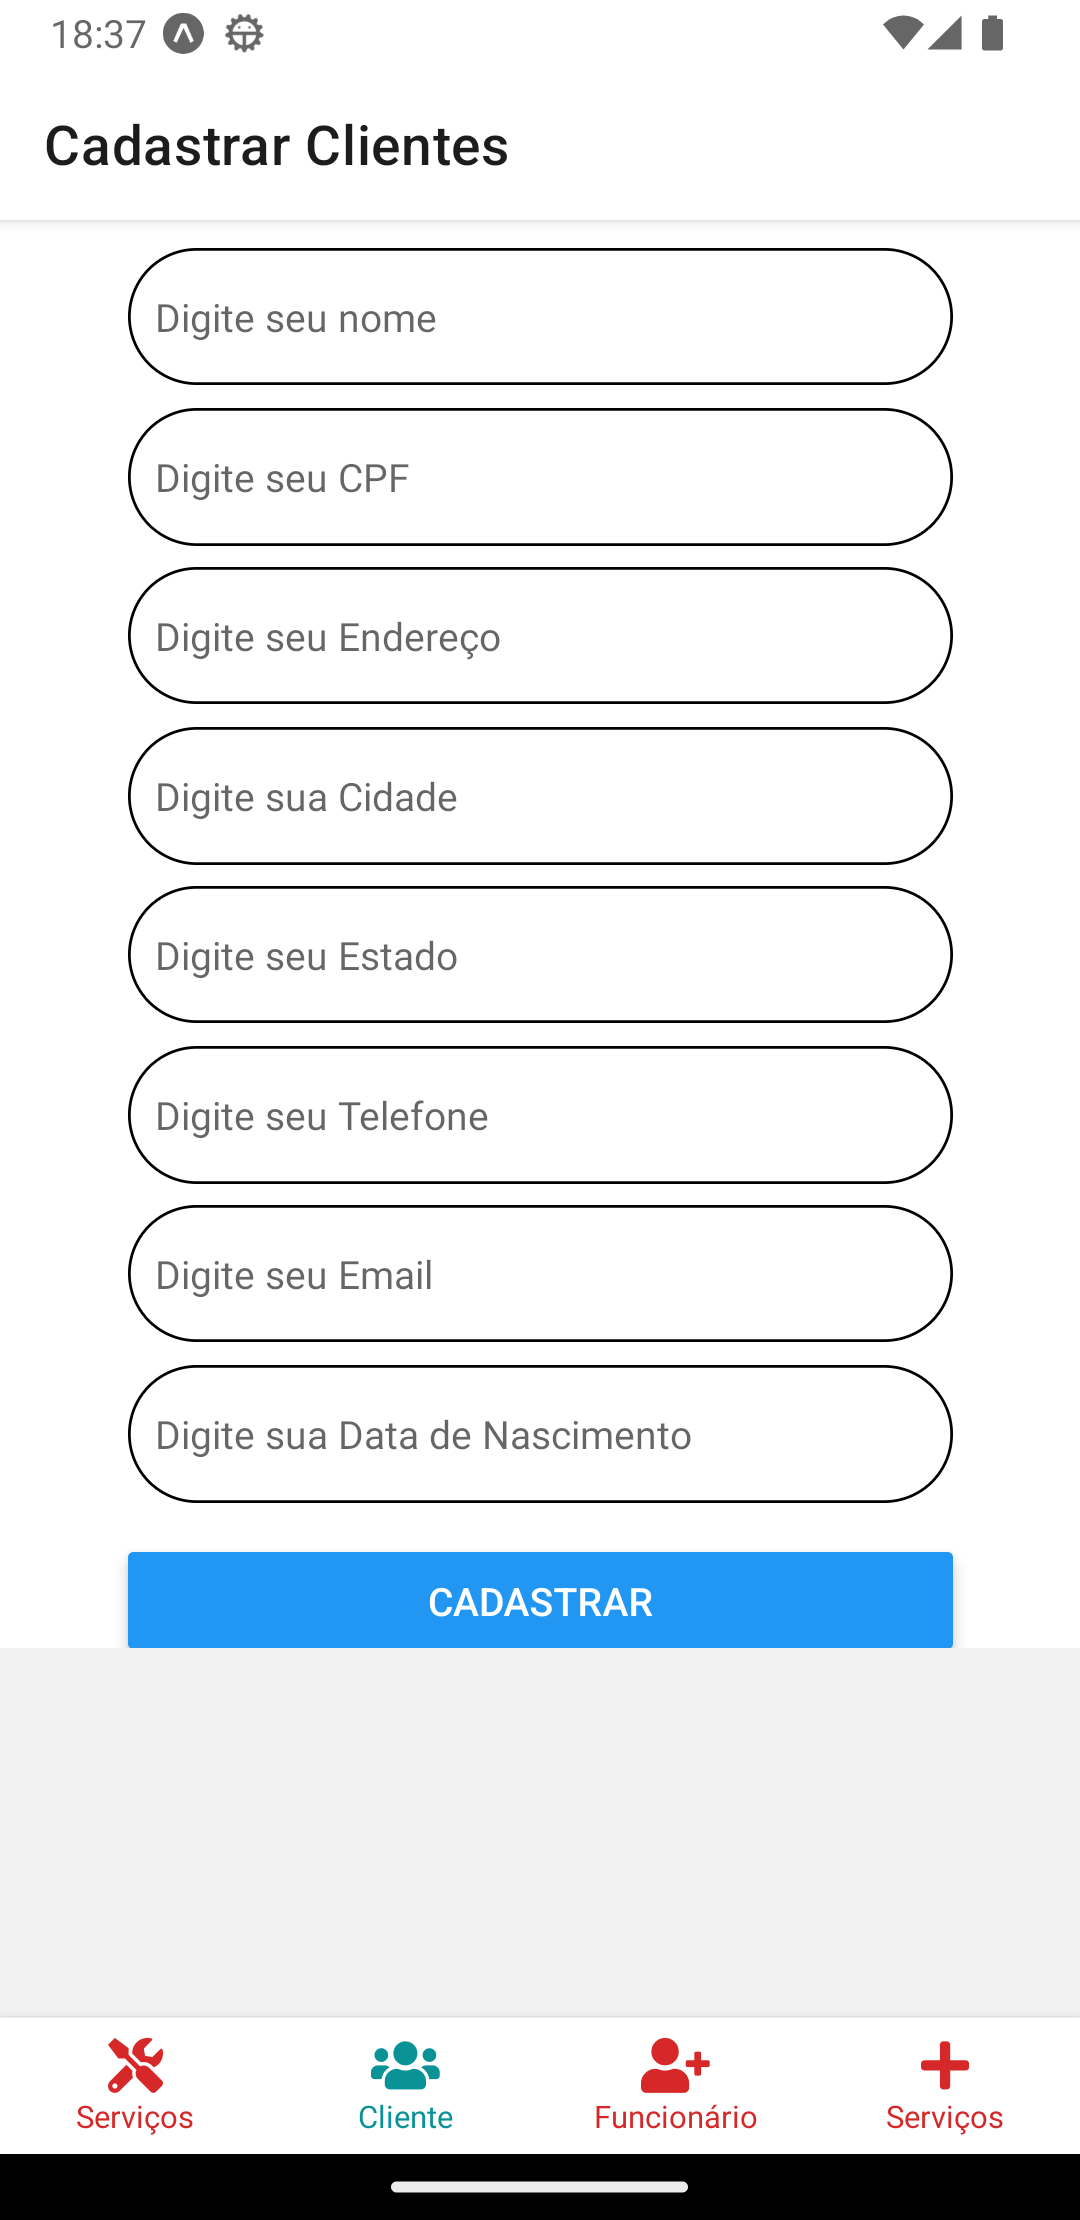 18:37
Cadastrar Clientes
Digite seu nome
Digite seu CPF
Digite seu Endereço
Digite sua Cidade
Digite seu Estado
Digite seu Telefone
Digite seu Email
Digite sua Data de Nascimento
CADASTRAR
Serviços Cliente Funcionário Serviços